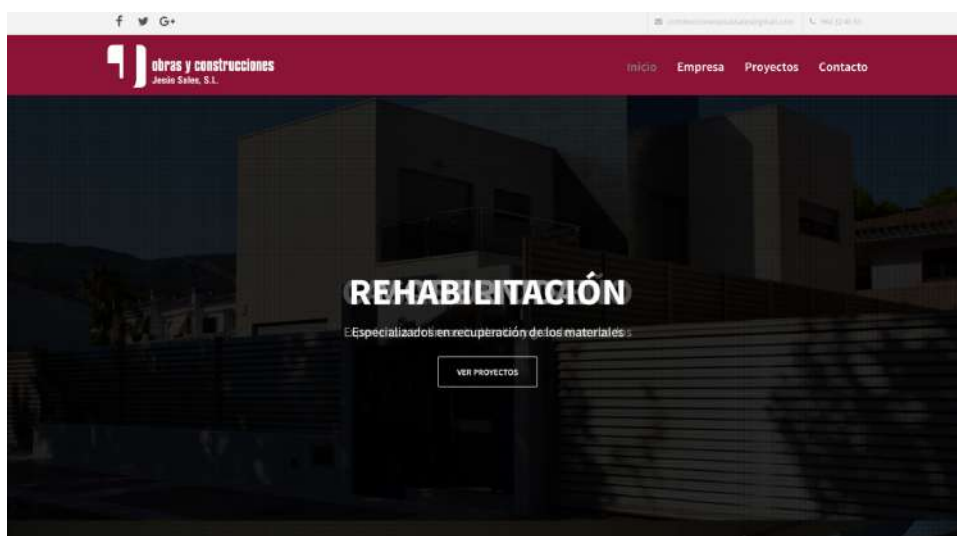 f G+
obras y construcciones
Jesús Sales, S.L.
Inicio Empresa Proyectos Contacto
REHABILITACIÓN
Especializados en recuperación de los materiales
VER PROYECTOS